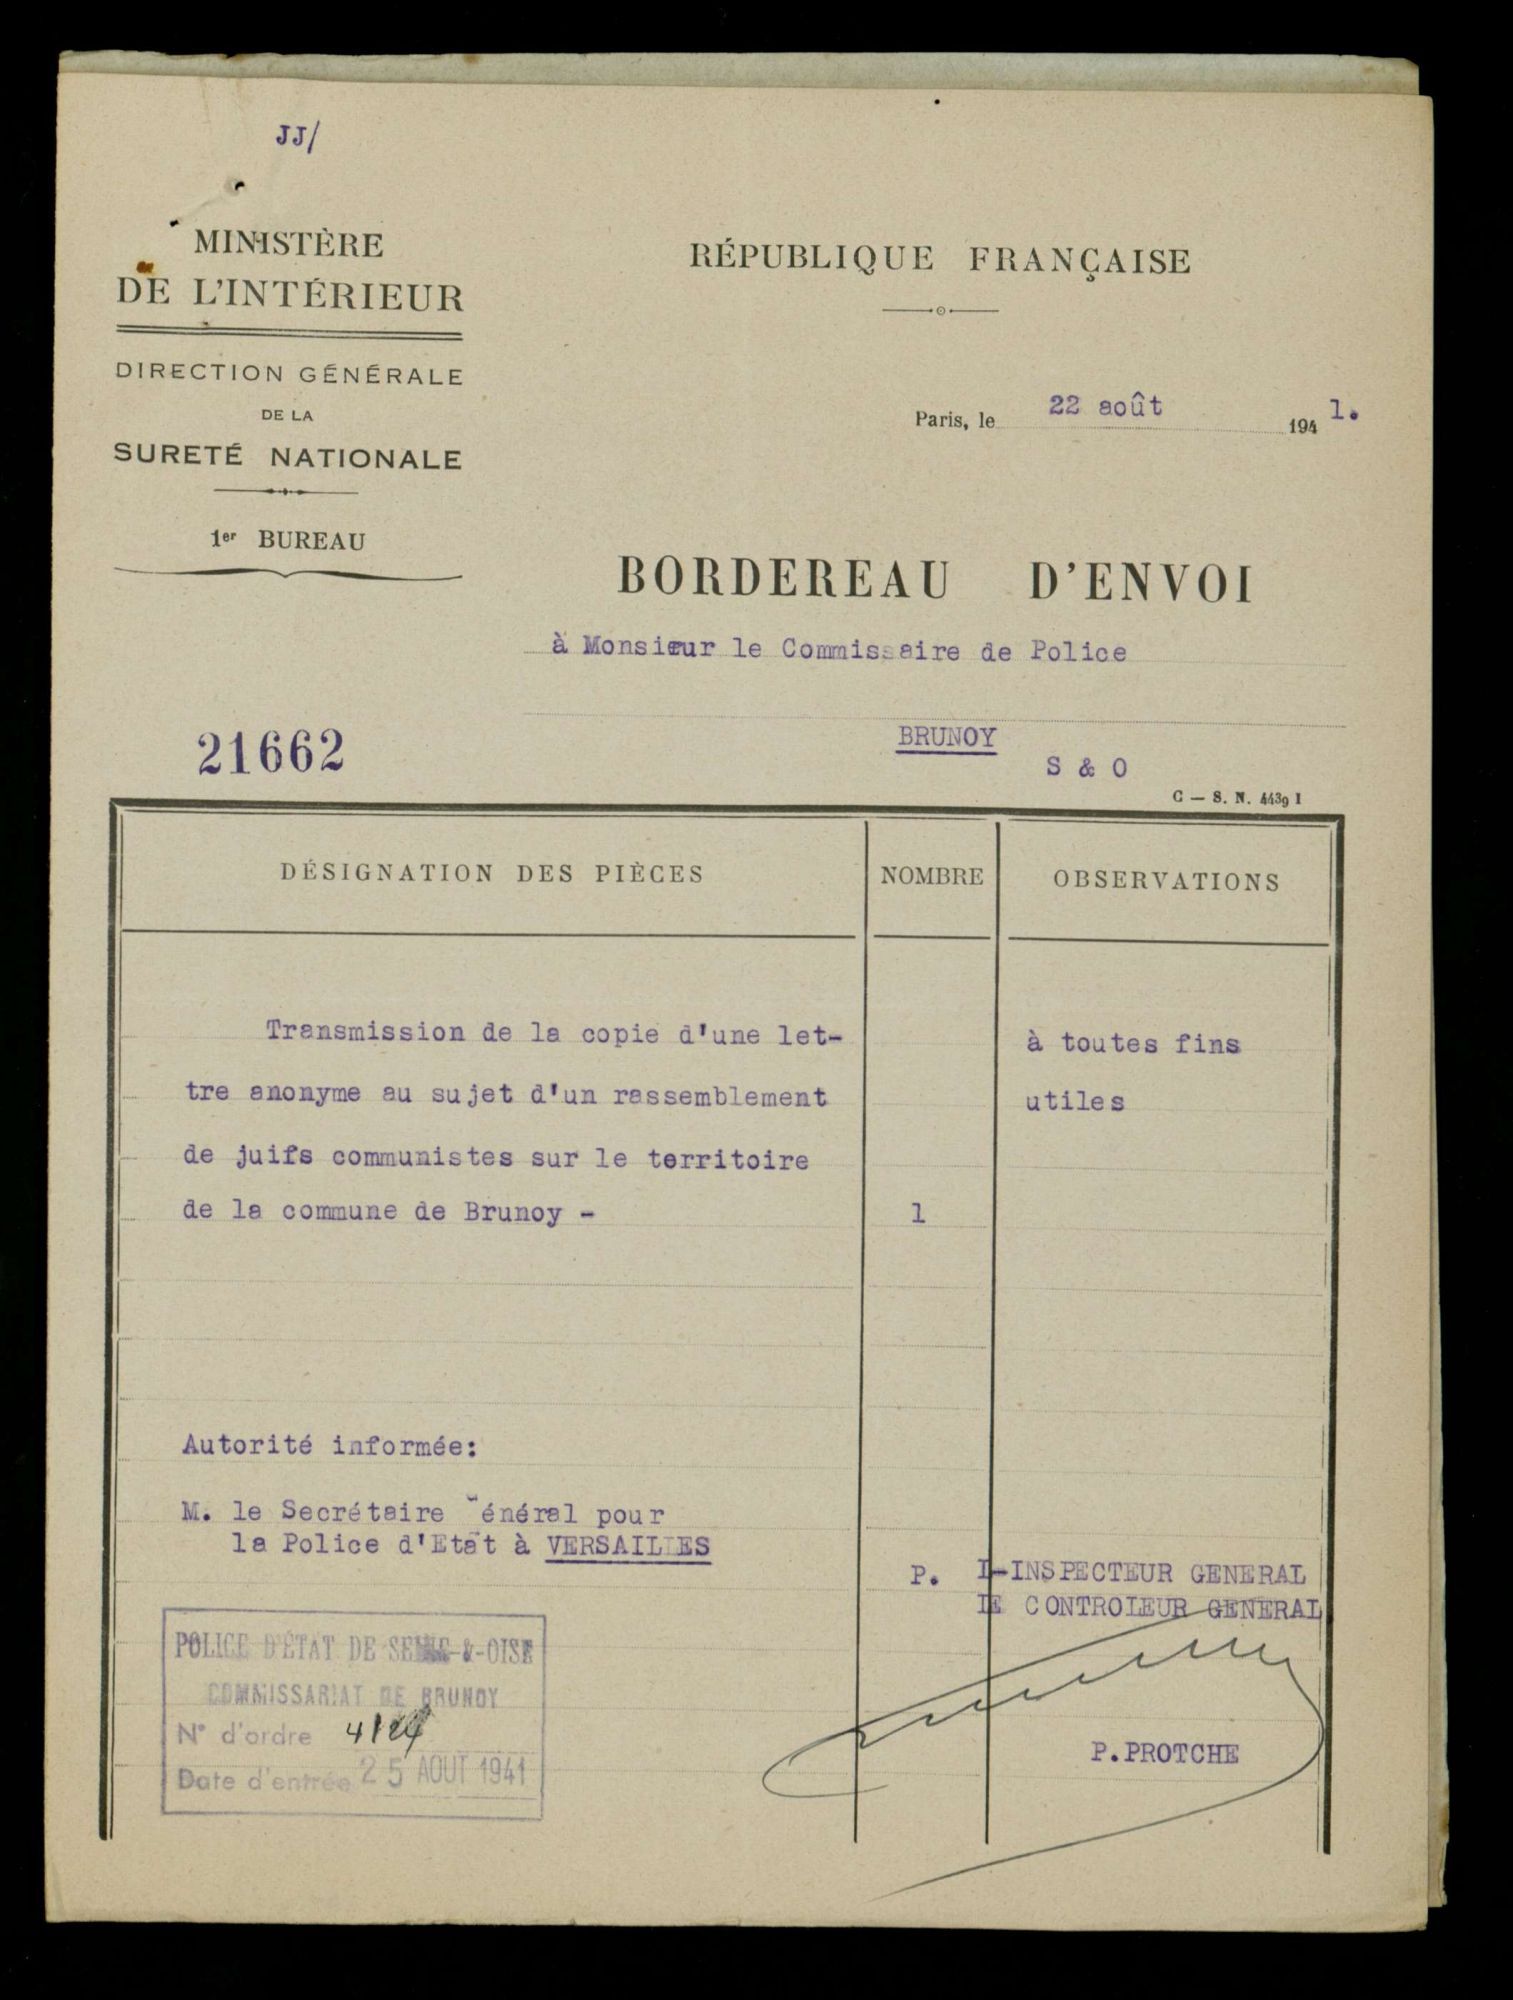 JJ/
MINISTÈRE
DE L'INTÉRIEUR
DIRECTION GÉNÉRALE
DE LA
SURETÉ NATIONALE
1er BUREAU
RÉPUBLIQUE FRANÇAISE
Paris, le 22 août 1941.
BORDEREAU D'ENVOI
à Monsieur le Commissaire de Police
BRUNOY
S & O
21662
C — S. N. 4439 I
DÉSIGNATION DES PIÈCES NOMBRE OBSERVATIONS
Transmission de la copie d'une let- à toutes fins
tre anonyme au sujet d'un rassemblement utiles
de juifs communistes sur le territoire
de la commune de Brunoy - 1
Autorité informée:
M. le Secrétaire énéral pour
la Police d'Etat à VERSAILLES
P. L-INSPECTEUR GENERAL
LE CONTROLEUR GENERAL
P.PROTCHE
POLICE D'ÉTAT DE SEINE-&-OISE
COMMISSARIAT DE BRUNOY
N° d'ordre
Date d'entrée 25 AOUT 1941